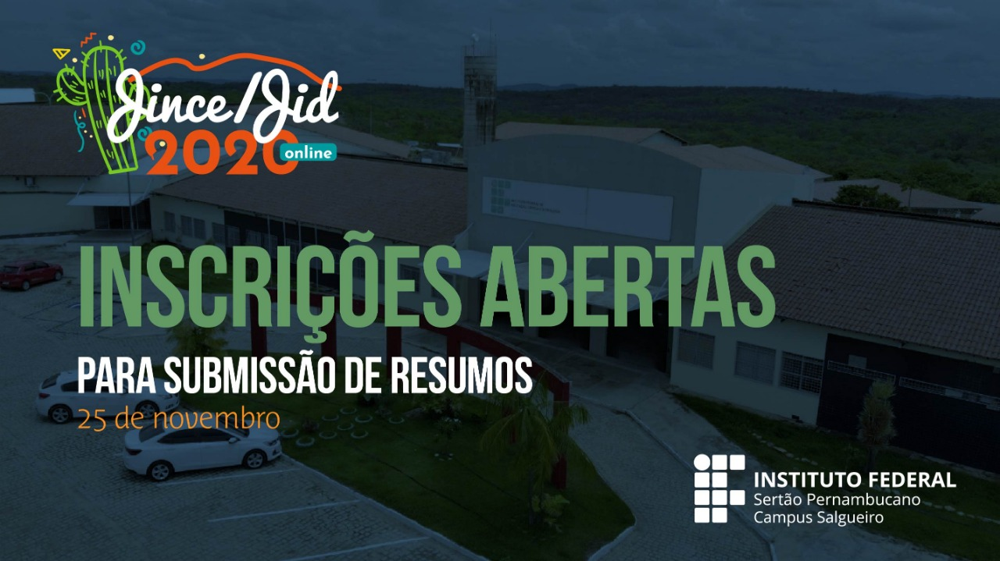 Jince/Jid
2020
online
INSCRIÇÕES ABERTAS
PARA SUBMISSÃO DE RESUMOS
25 de novembro
INSTITUTO FEDERAL
Sertão Pernambucano
Campus Salgueiro